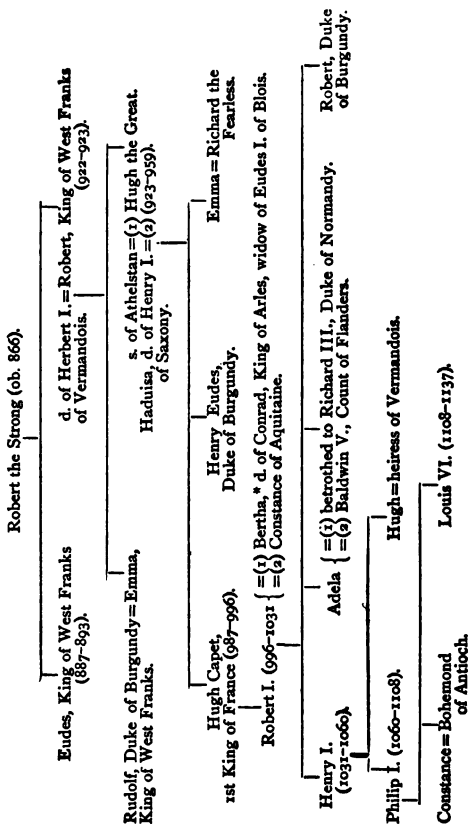 Robert the Strong (ob. 866).
Eudes, King of West Franks
(887–893).
d. of Herbert I. = Robert, King of West Franks
of Vermandois.
(922–923)
Rudolf, Duke of Burgundy = Emma,
King of West Franks.
s. of Athelstan = (1) Hugh the Great.
Haduisa, d. of Henry I. = (2) (923–959)
of Saxony.
Hugh Capet,
1st King of France (987–996).
Henry Eudes,
Duke of Burgundy.
Emma = Richard the
Fearless.
Robert I. (996–1031 { = (1) Bertha,* d. of Conrad, King of Arles, widow of Eudes I. of Blois.
= (2) Constance of Aquitaine.
Henry I.
(1031–1060).
Adela { = (1) betrothed to Richard III., Duke of Normandy.
= (2) Baldwin V., Count of Flanders.
Robert, Duke
of Burgundy.
Philip I. (1060–1108).
Hugh = heiress of Vermandois.
Constance = Bohemond
of Antioch.
Louis VI. (1108–1137).